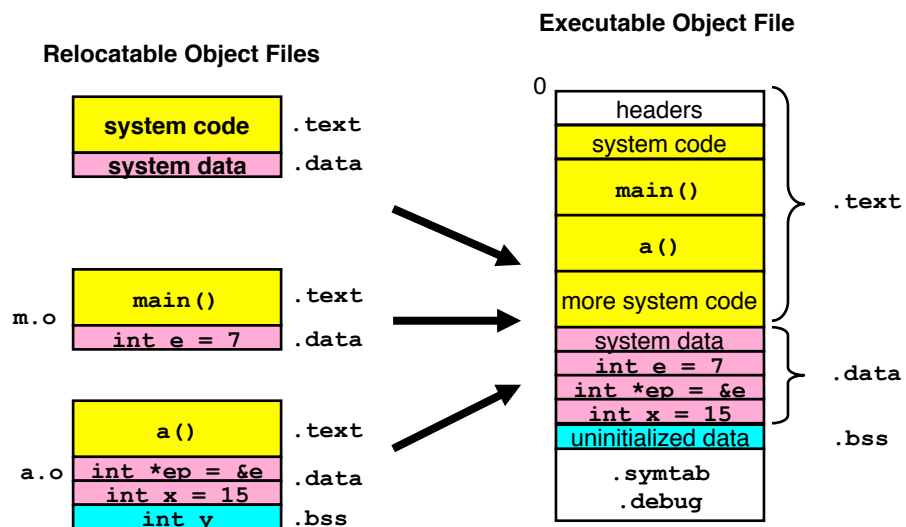 Executable Object File
Relocatable Object Files
system code
.text
system data
.data
m.o
main()
.text
int e = 7
.data
a.o
a()
.text
int *ep = &e
int x = 15
.data
int y
.bss
0
headers
system code
main()
a()
more system code
.text
system data
int e = 7
int *ep = &e
int x = 15
.data
uninitialized data
.bss
.symtab
.debug